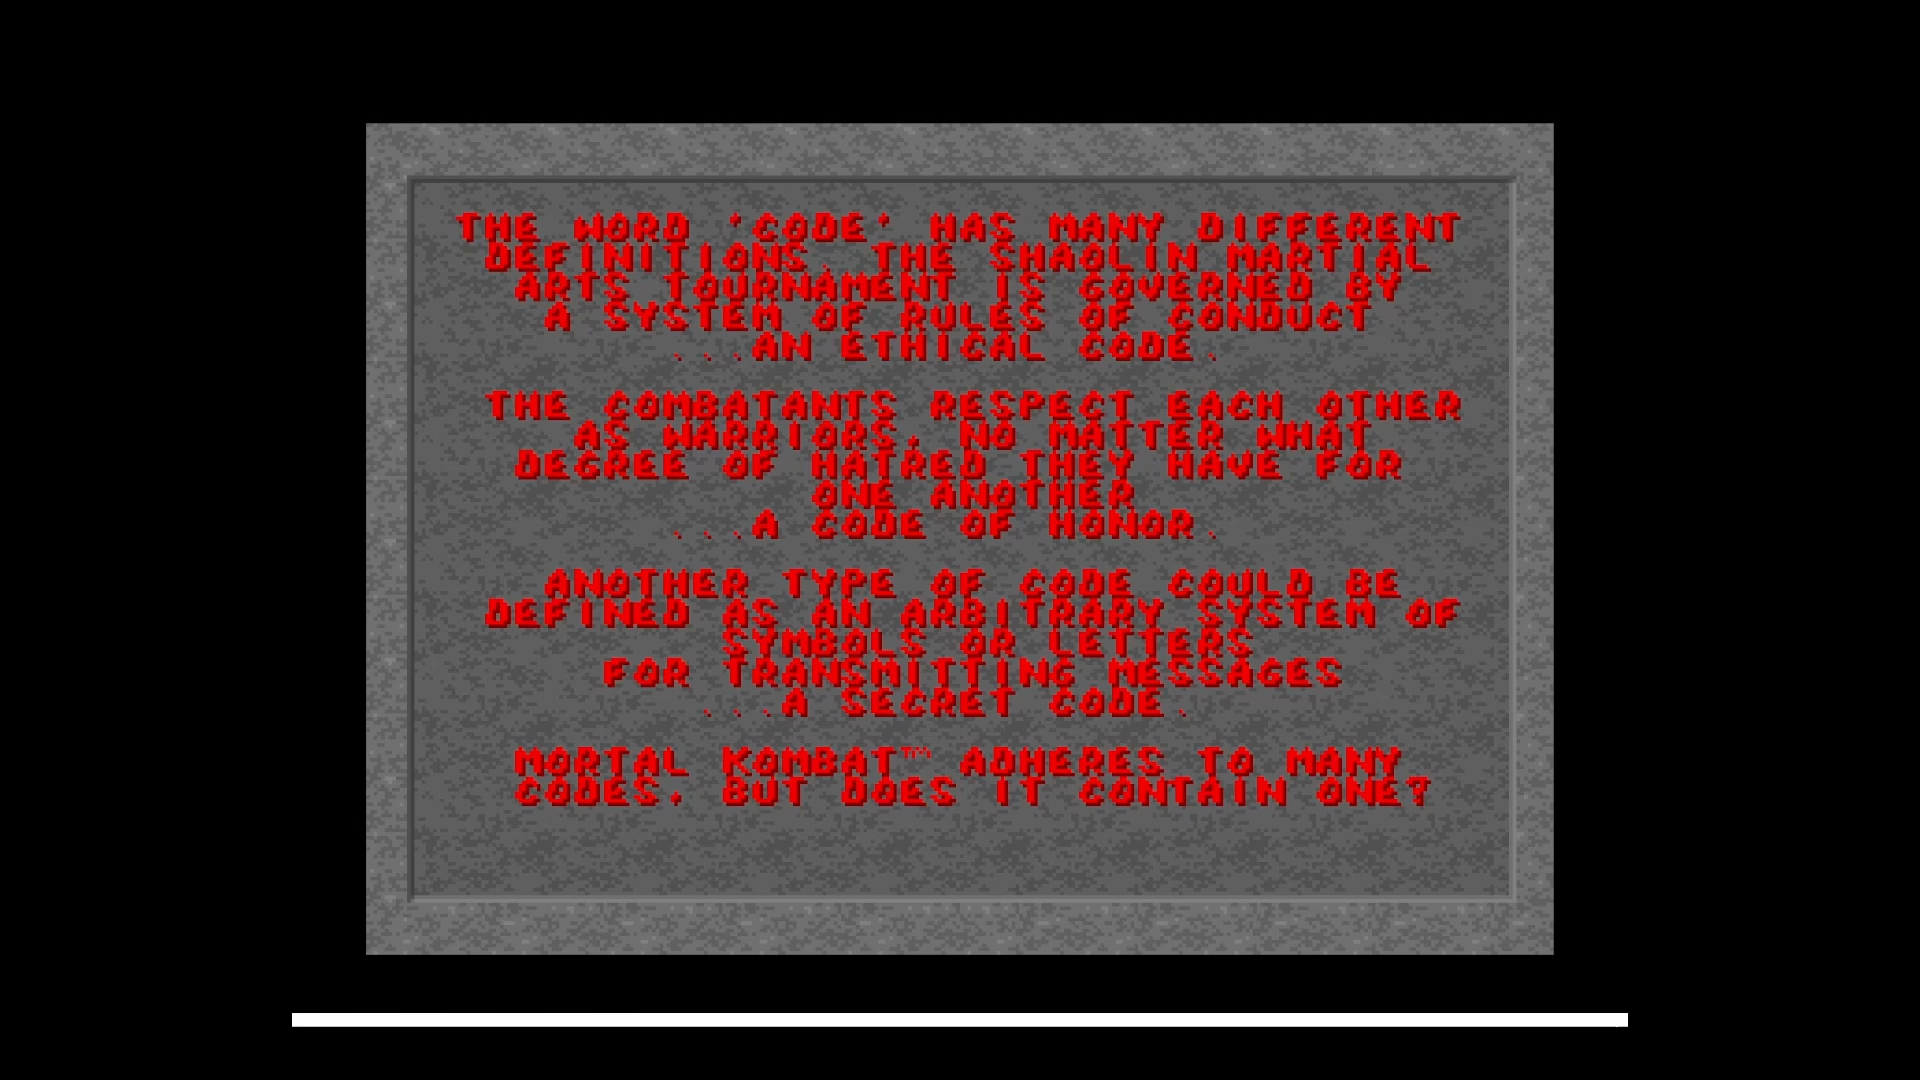 THE WORD 'CODE' HAS MANY DIFFERENT
DEFINITIONS. THE SHAOLIN MARTIAL
ARTS TOURNAMENT IS GOVERNED BY
A SYSTEM OF RULES OF CONDUCT
...AN ETHICAL CODE.
THE COMBATANTS RESPECT EACH OTHER
AS WARRIORS, NO MATTER WHAT
DEGREE OF HATRED THEY HAVE FOR
ONE ANOTHER
...A CODE OF HONOR.
ANOTHER TYPE OF CODE COULD BE
DEFINED AS AN ARBITRARY SYSTEM OF
SYMBOLS OR LETTERS
FOR TRANSMITTING MESSAGES
...A SECRET CODE.
MORTAL KOMBAT™ ADHERES TO MANY
CODES, BUT DOES IT CONTAIN ONE?